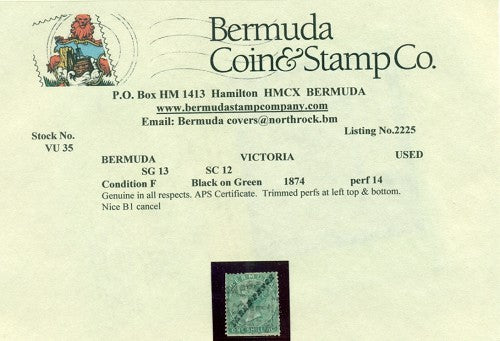 Bermuda
Coin&Stamp Co.
P.O. Box HM 1413 Hamilton HMCX BERMUDA
www.bermudastampcompany.com
Email: Bermuda covers@northrock.bm
Stock No. Listing No.2225
VU 35
BERMUDA VICTORIA USED
SG 13 SC 12
Condition F Black on Green 1874 perf 14
Genuine in all respects. APS Certificate. Trimmed perfs at left top & bottom.
Nice B1 cancel